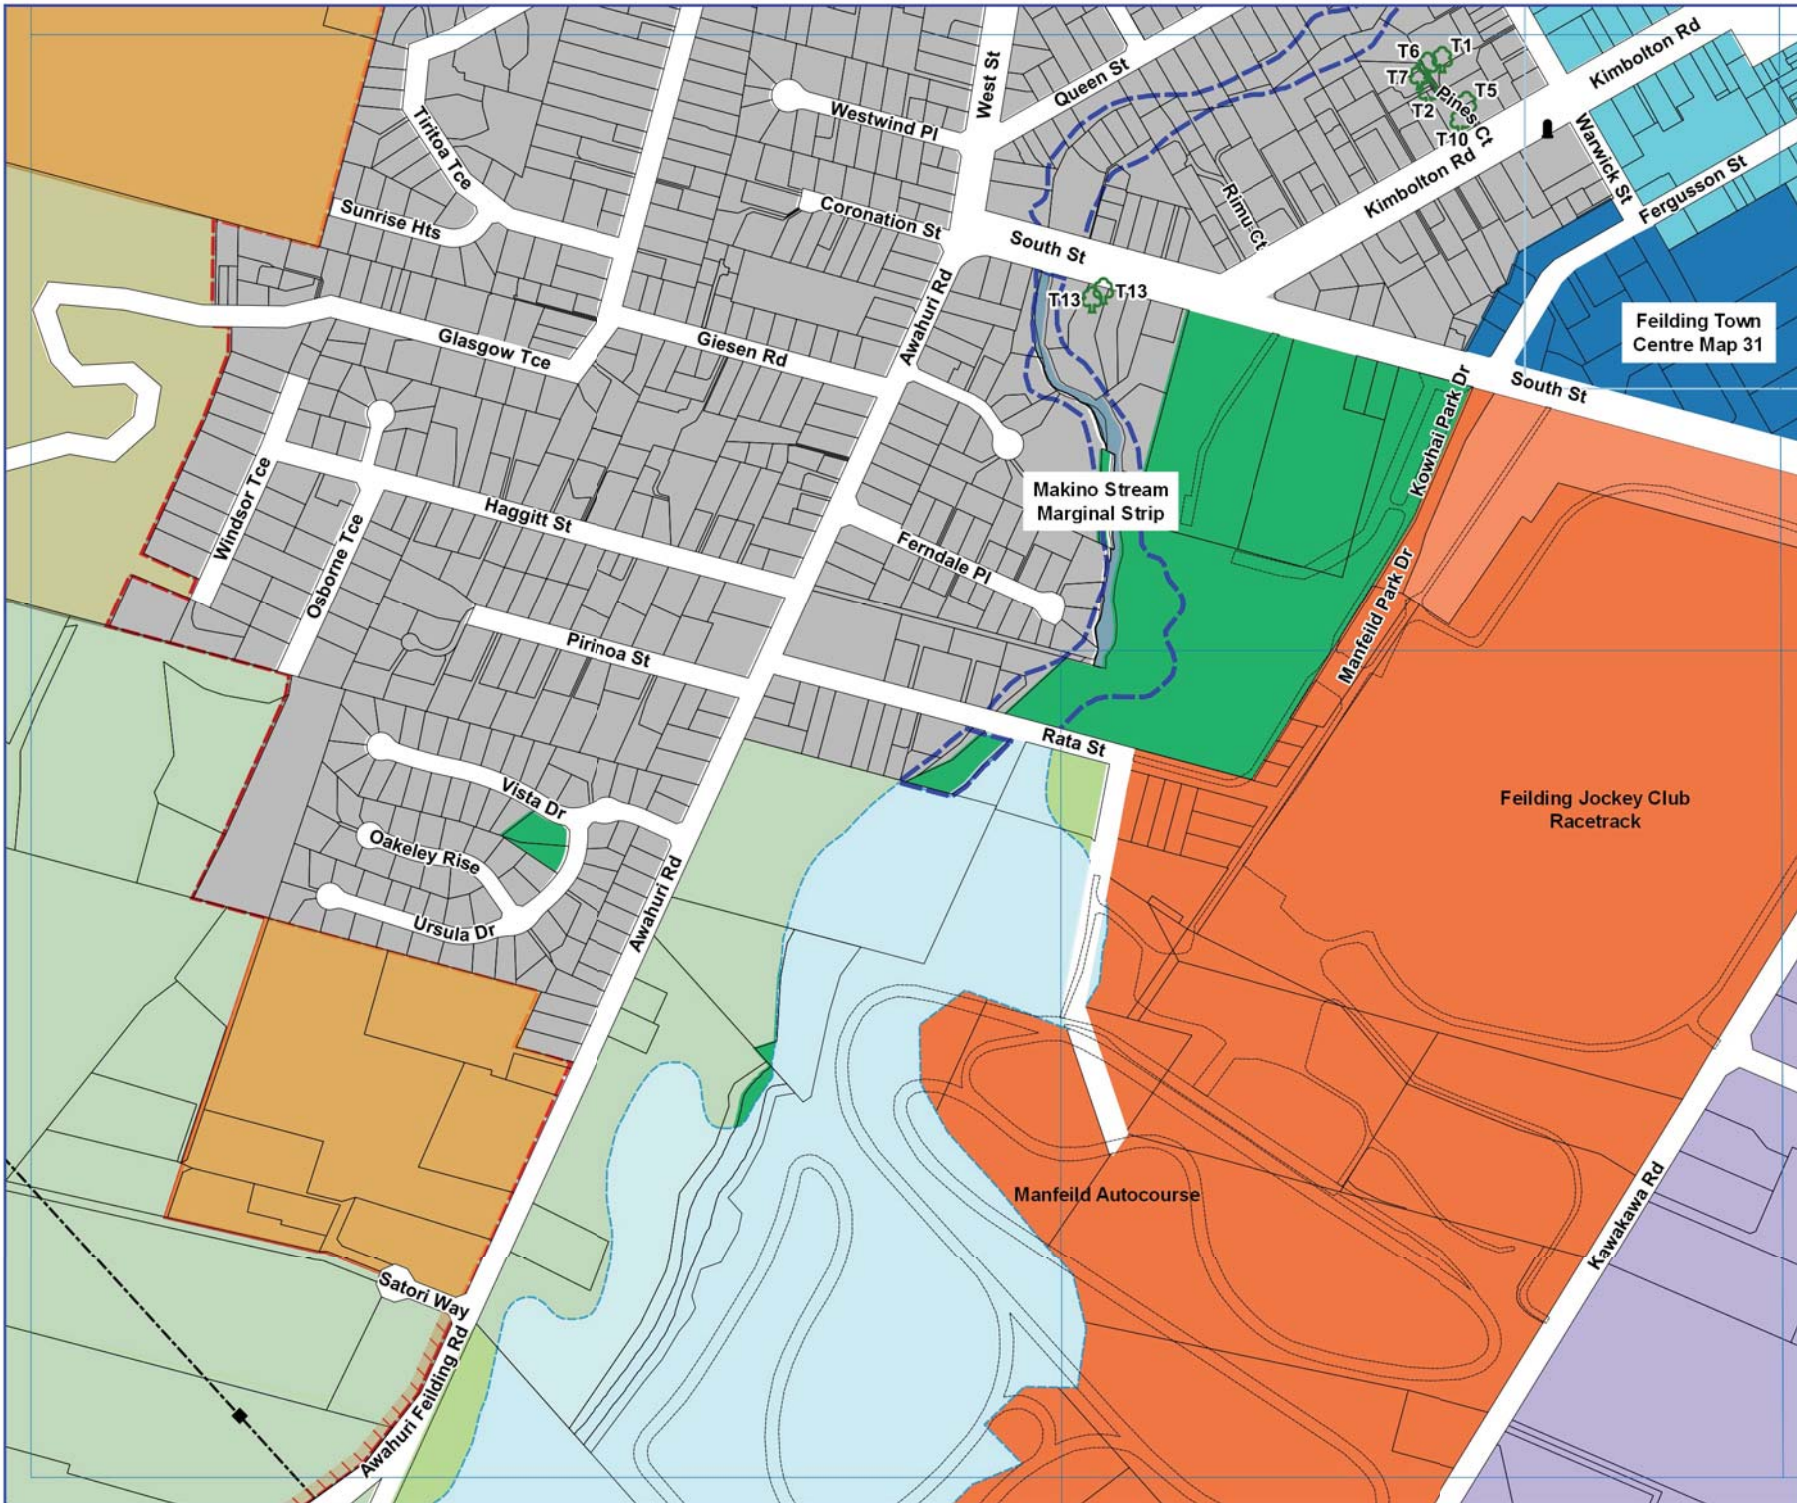 Kimbolton Rd
T6
T1
T7
T5
T2
Pines Ct
T10
West St
Queen St
Westwind Pl
Tiritoa Tce
Warwick St
Fergusson St
Kimbolton Rd
Rimu Ct
Sunrise Hts
Coronation St
South St
T13
T13
Feilding Town
Centre Map 31
Glasgow Tce
Giesen Rd
Awahuri Rd
South St
Kowhai Park Dr
Makino Stream
Marginal Strip
Windsor Tce
Haggitt St
Osborne Tce
Ferndale Pl
Manfeild Park Dr
Pirinoa St
Rata St
Vista Dr
Feilding Jockey Club
Racetrack
Oakeley Rise
Ursula Dr
Awahuri Rd
Manfeild Autocourse
Kawakawa Rd
Satori Way
Awahuri Feilding Rd